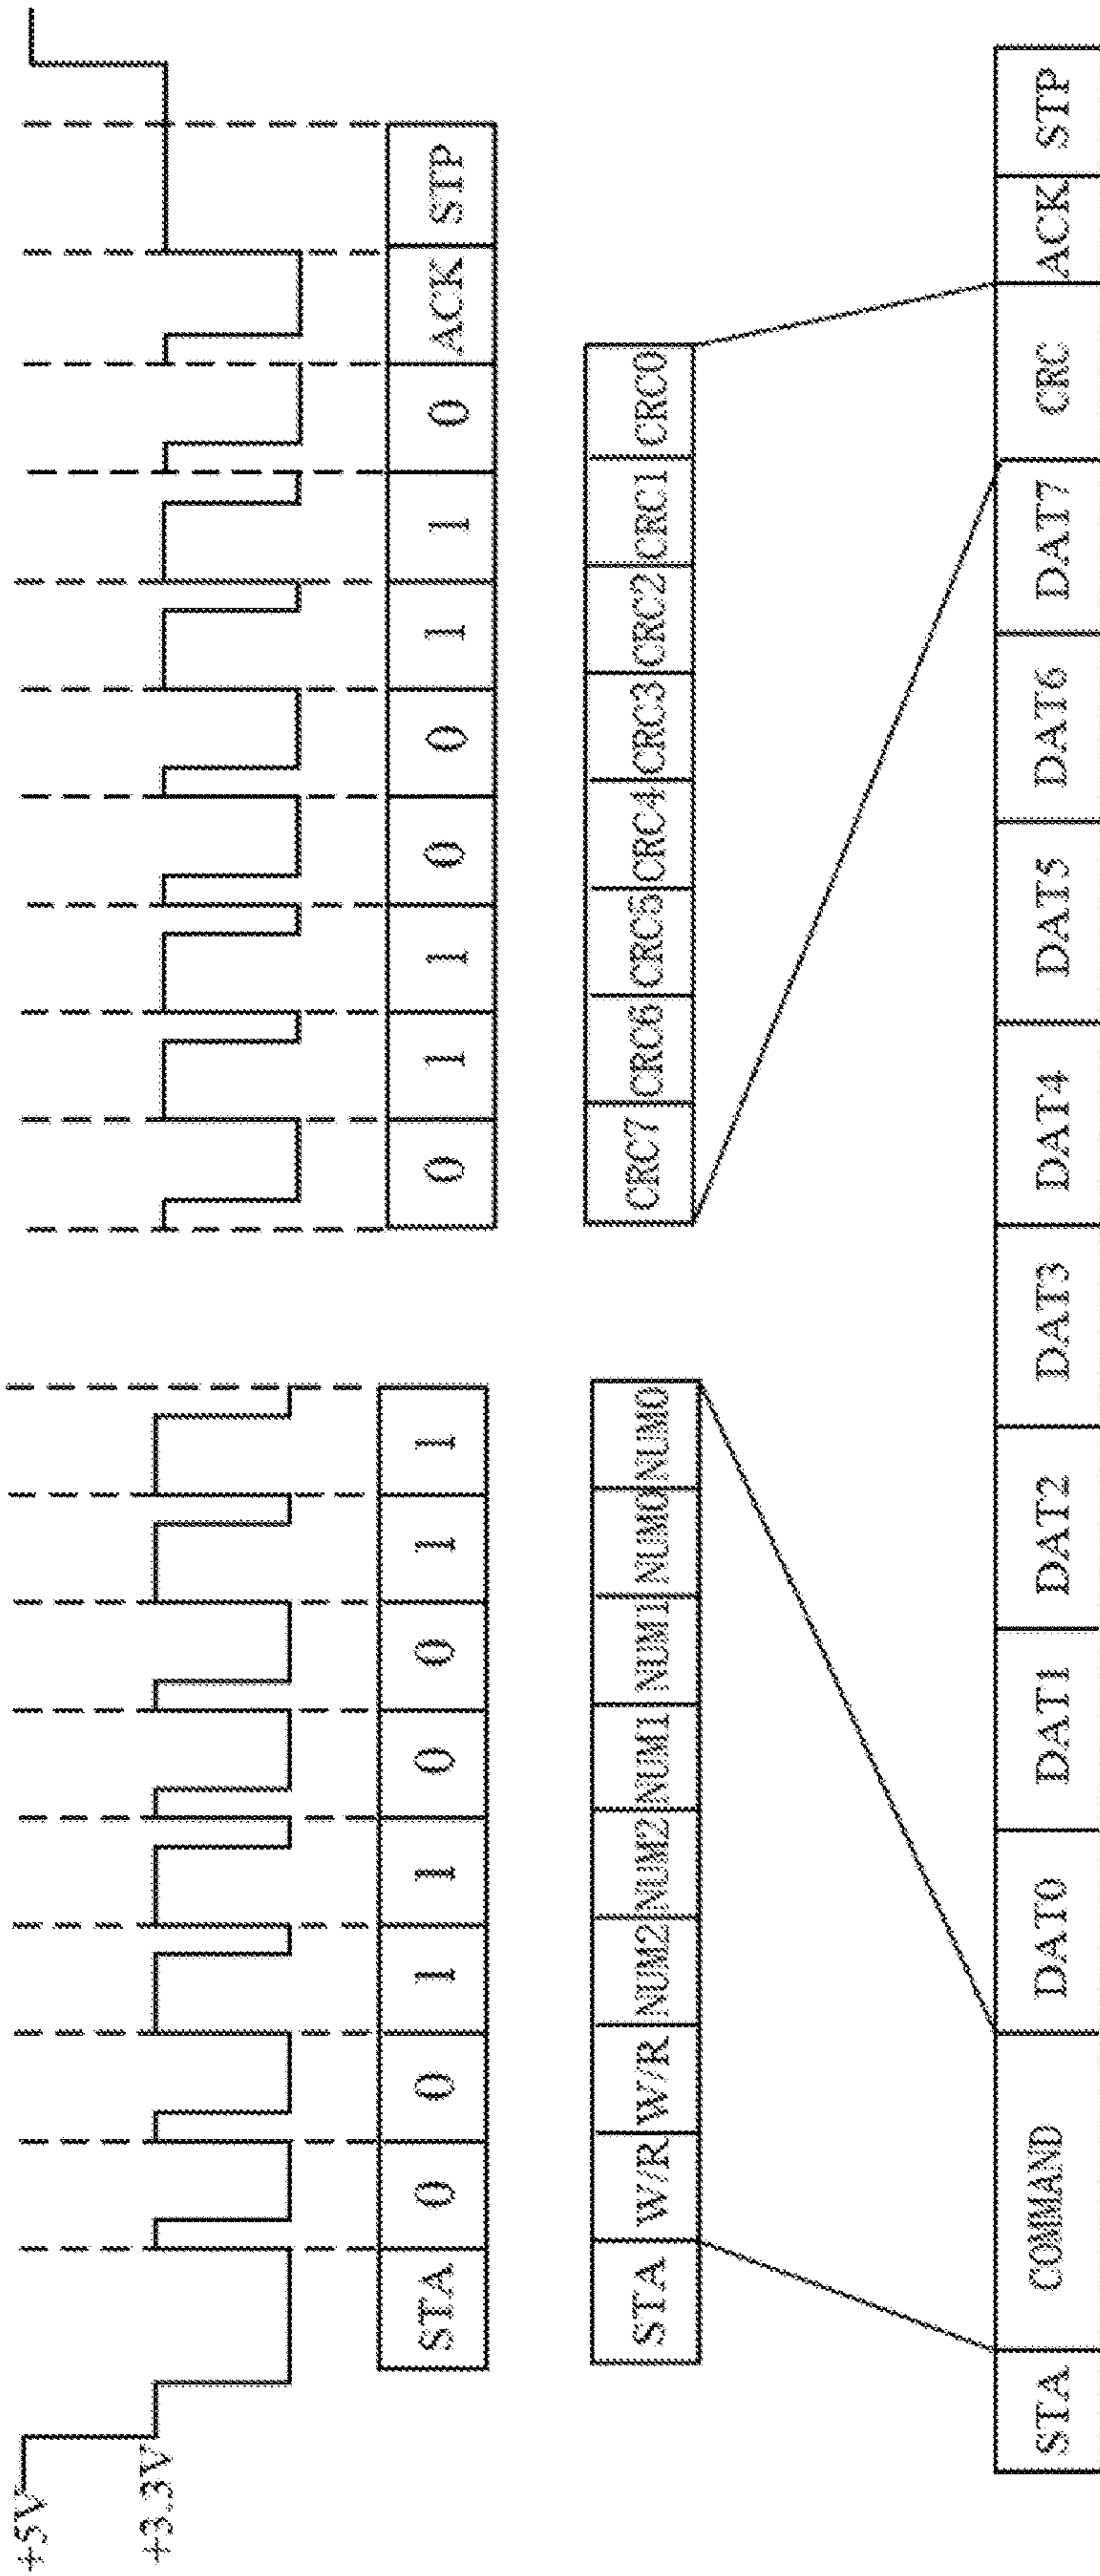 +5V
+3.3V
STA 0 0 1 1 0 0 1 1
0 1 1 0 0 1 1 0 ACK STP
STA W/R W/R NUM2 NUM2 NUM1 NUM1 NUM0 NUM0
CRC7 CRC6 CRC5 CRC4 CRC3 CRC2 CRC1 CRC0
STA COMMAND DAT0 DAT1 DAT2 DAT3 DAT4 DAT5 DAT6 DAT7 CRC ACK STP